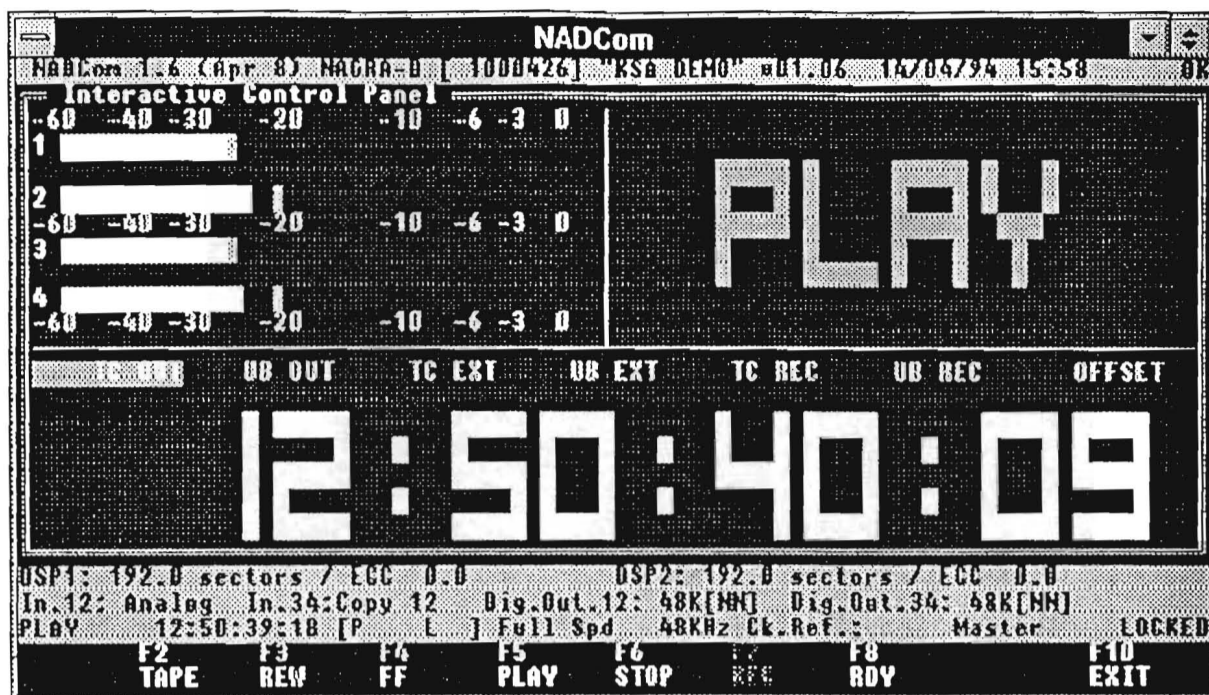 NADCom
NADCom 1.6 (Apr 8) NAGRA-D [ 1000426] "KSA DEMO" 01.06 14/04/94 15:58 OK
Interactive Control Panel
-60 -40 -30 -20 -10 -6 -3 0
1
2
-60 -40 -30 -20 -10 -6 -3 0
3
4
-60 -40 -30 -20 -10 -6 -3 0
PLAY
TC OUT UB OUT TC EXT UB EXT TC REC UB REC OFFSET
12:50:40:09
DSP1: 192.0 sectors / ECC 0.0 DSP2: 192.0 sectors / ECC 0.0
In.12: Analog In.34:Copy 12 Dig.Out.12: 48K[NN] Dig.Out.34: 48K[NN]
PLAY 12:50:39:18 [P E ] Full Spd 48KHz Ck.Ref.: Master LOCKED
F2 F3 F4 F5 F6 F7 F8 F10
TAPE REW FF PLAY STOP REC RDY EXIT